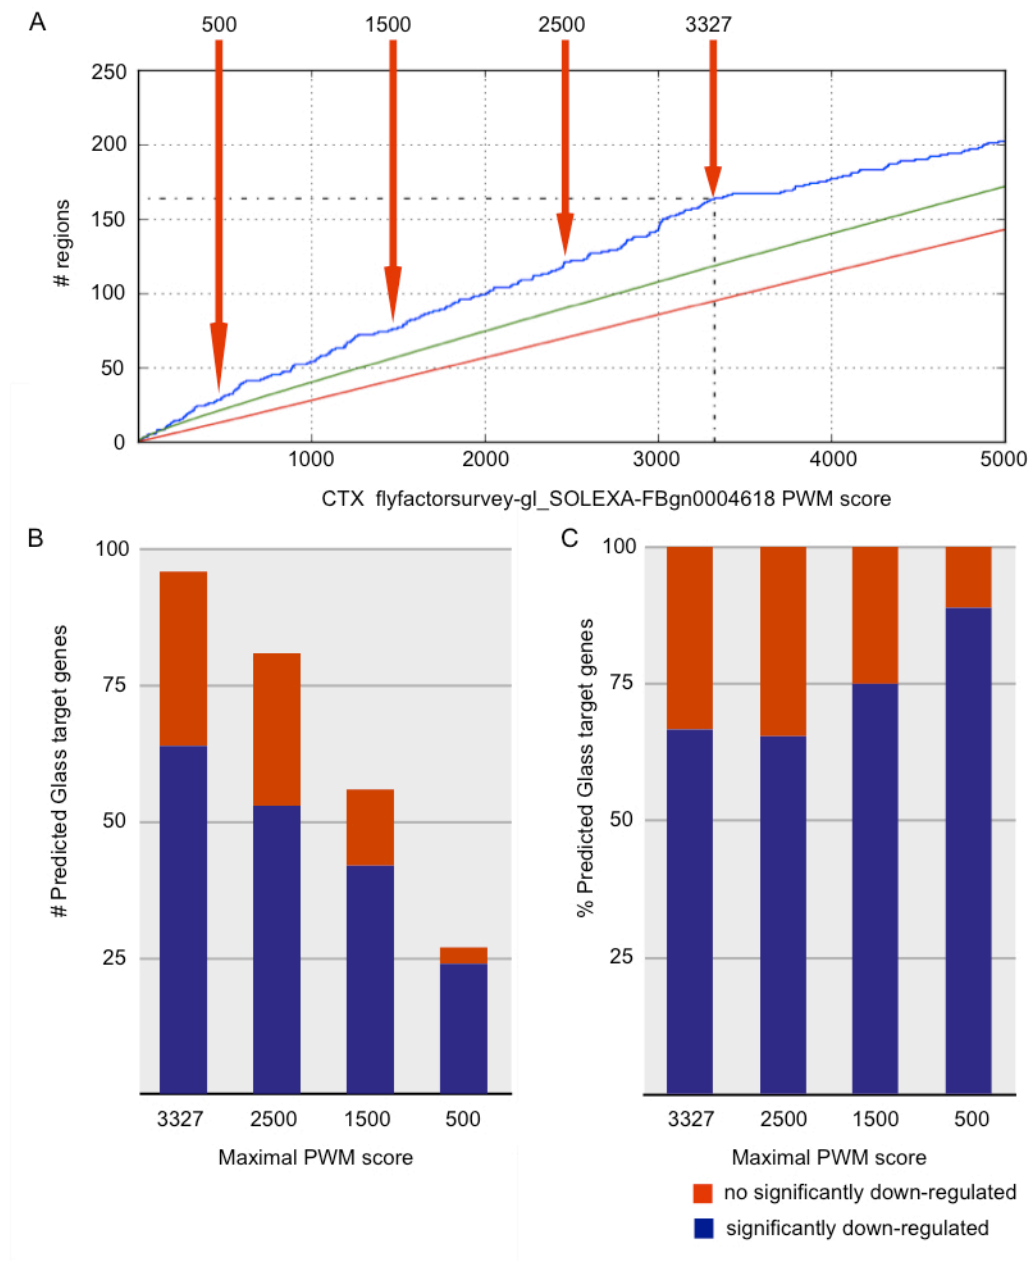 A
500 1500 2500 3327
250
200
150
100
50
0
# regions
1000 2000 3000 4000 5000
CTX flyfactorsurvey-gl_SOLEXA-FBgn0004618 PWM score
B
100
75
50
25
# Predicted Glass target genes
3327 2500 1500 500
Maximal PWM score
C
100
75
50
25
% Predicted Glass target genes
3327 2500 1500 500
Maximal PWM score
no significantly down-regulated
significantly down-regulated